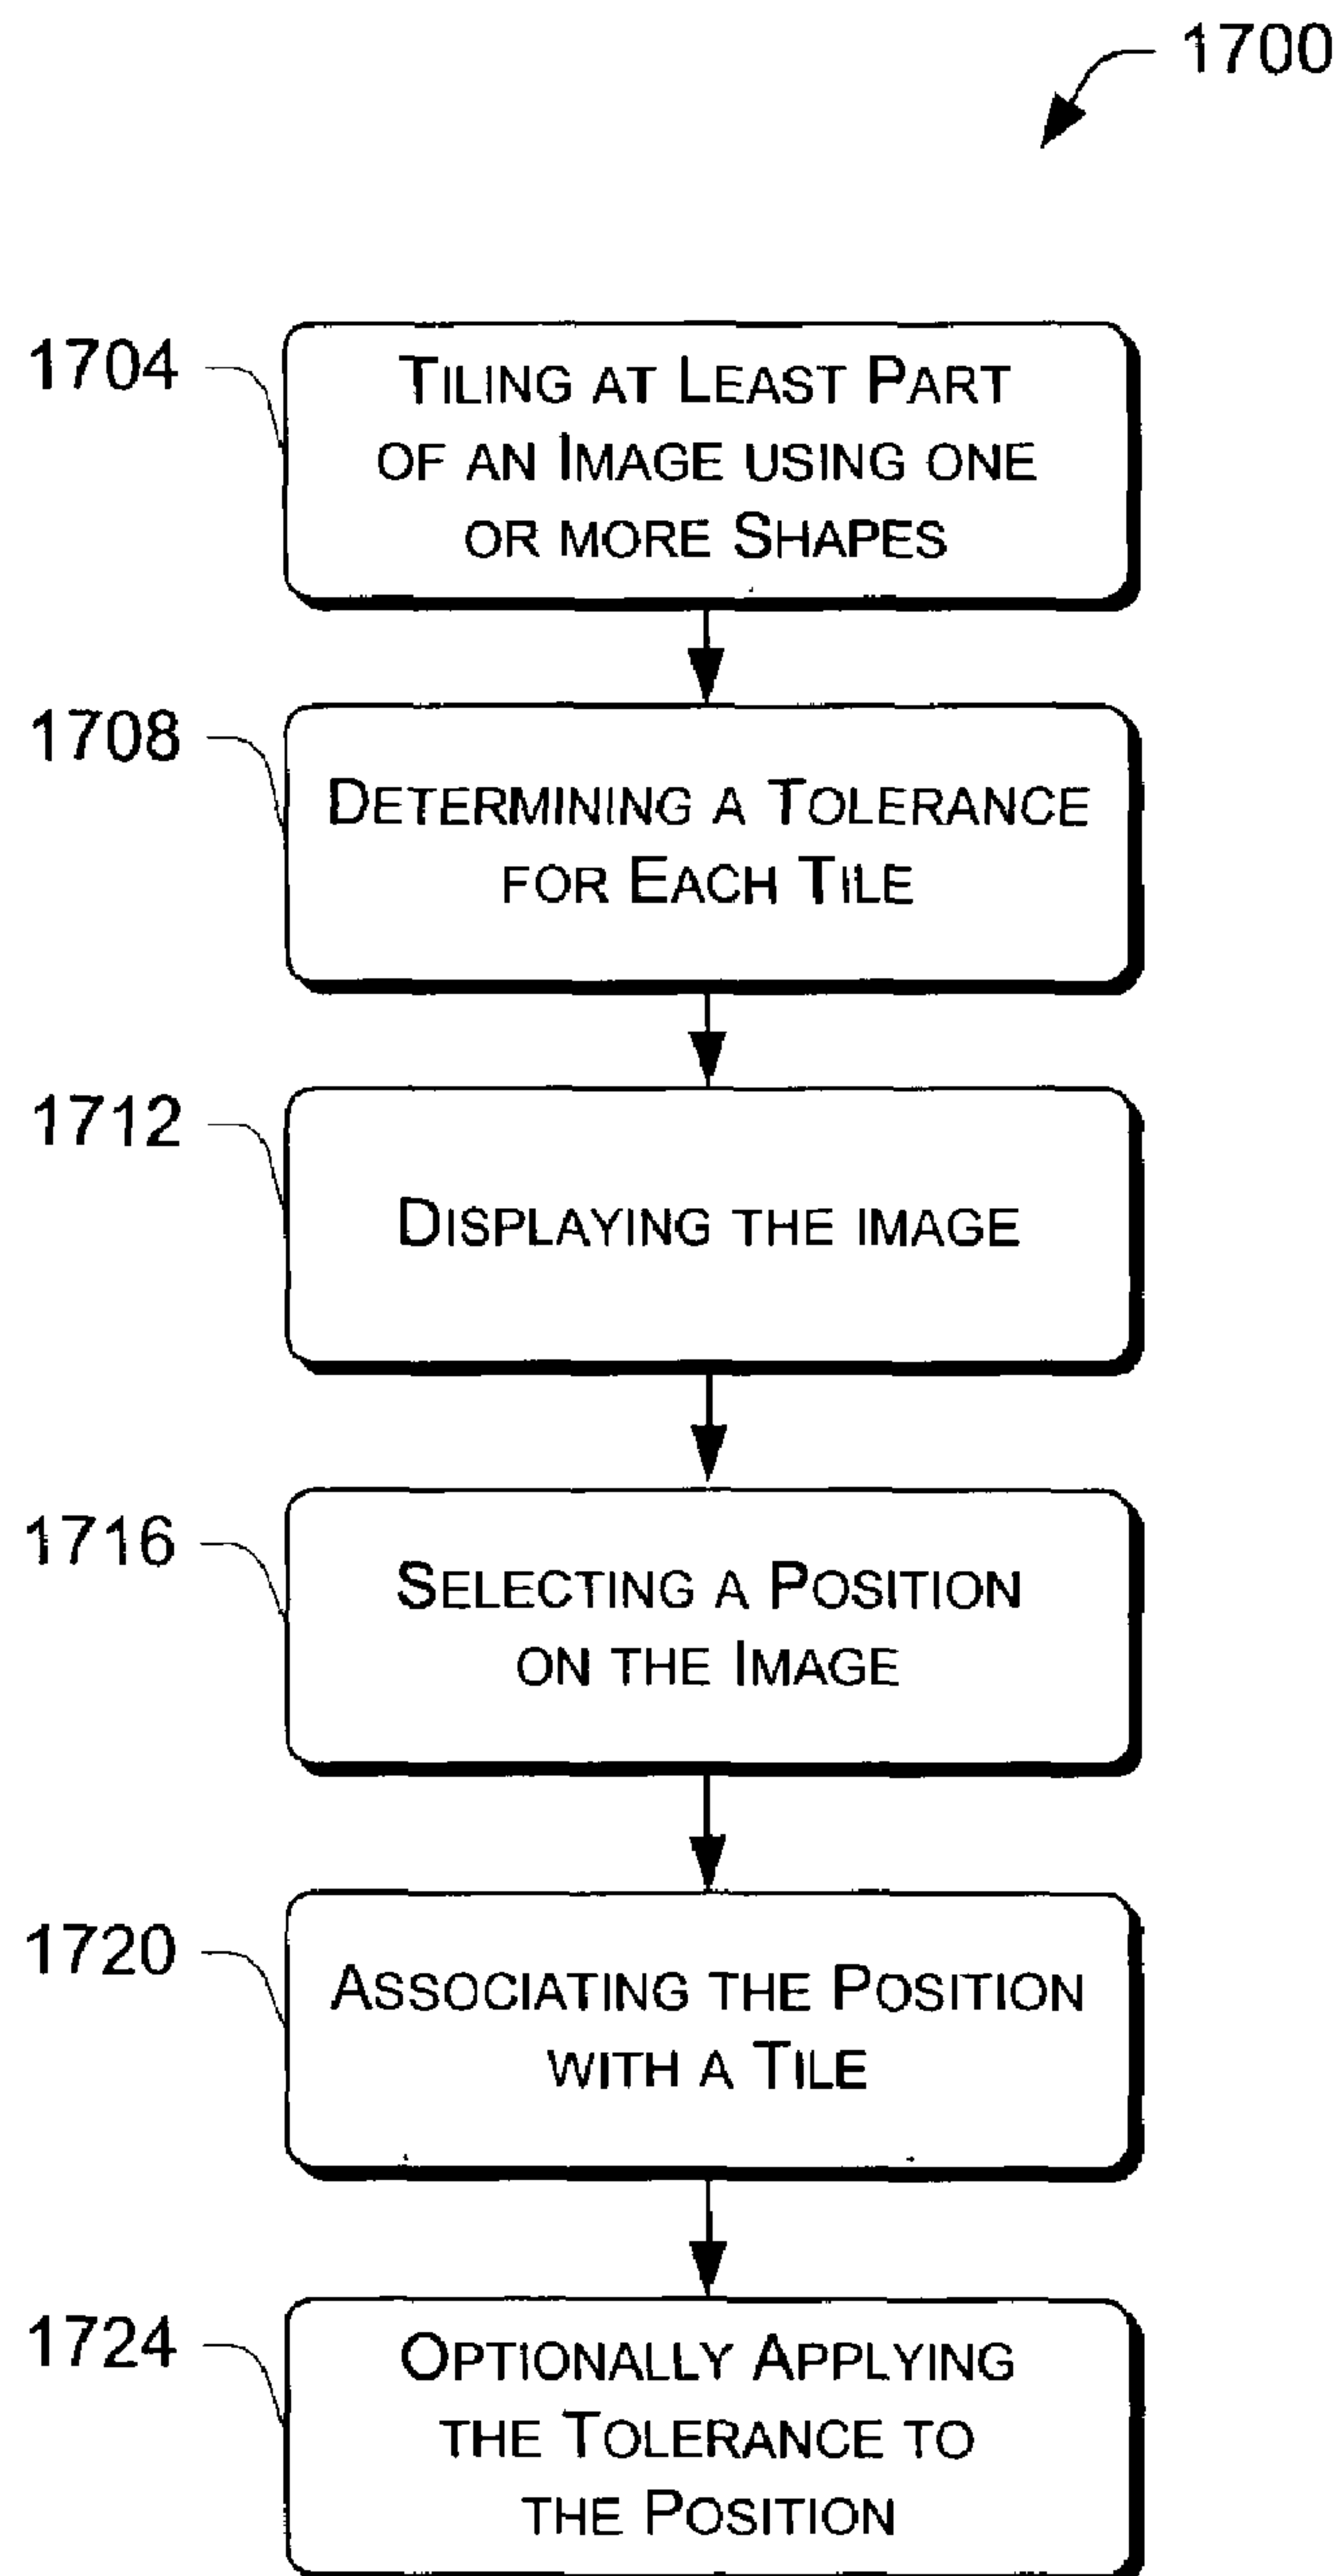 1700
1704
TILING AT LEAST PART
OF AN IMAGE USING ONE
OR MORE SHAPES
1708
DETERMINING A TOLERANCE
FOR EACH TILE
1712
DISPLAYING THE IMAGE
1716
SELECTING A POSITION
ON THE IMAGE
1720
ASSOCIATING THE POSITION
WITH A TILE
1724
OPTIONALLY APPLYING
THE TOLERANCE TO
THE POSITION